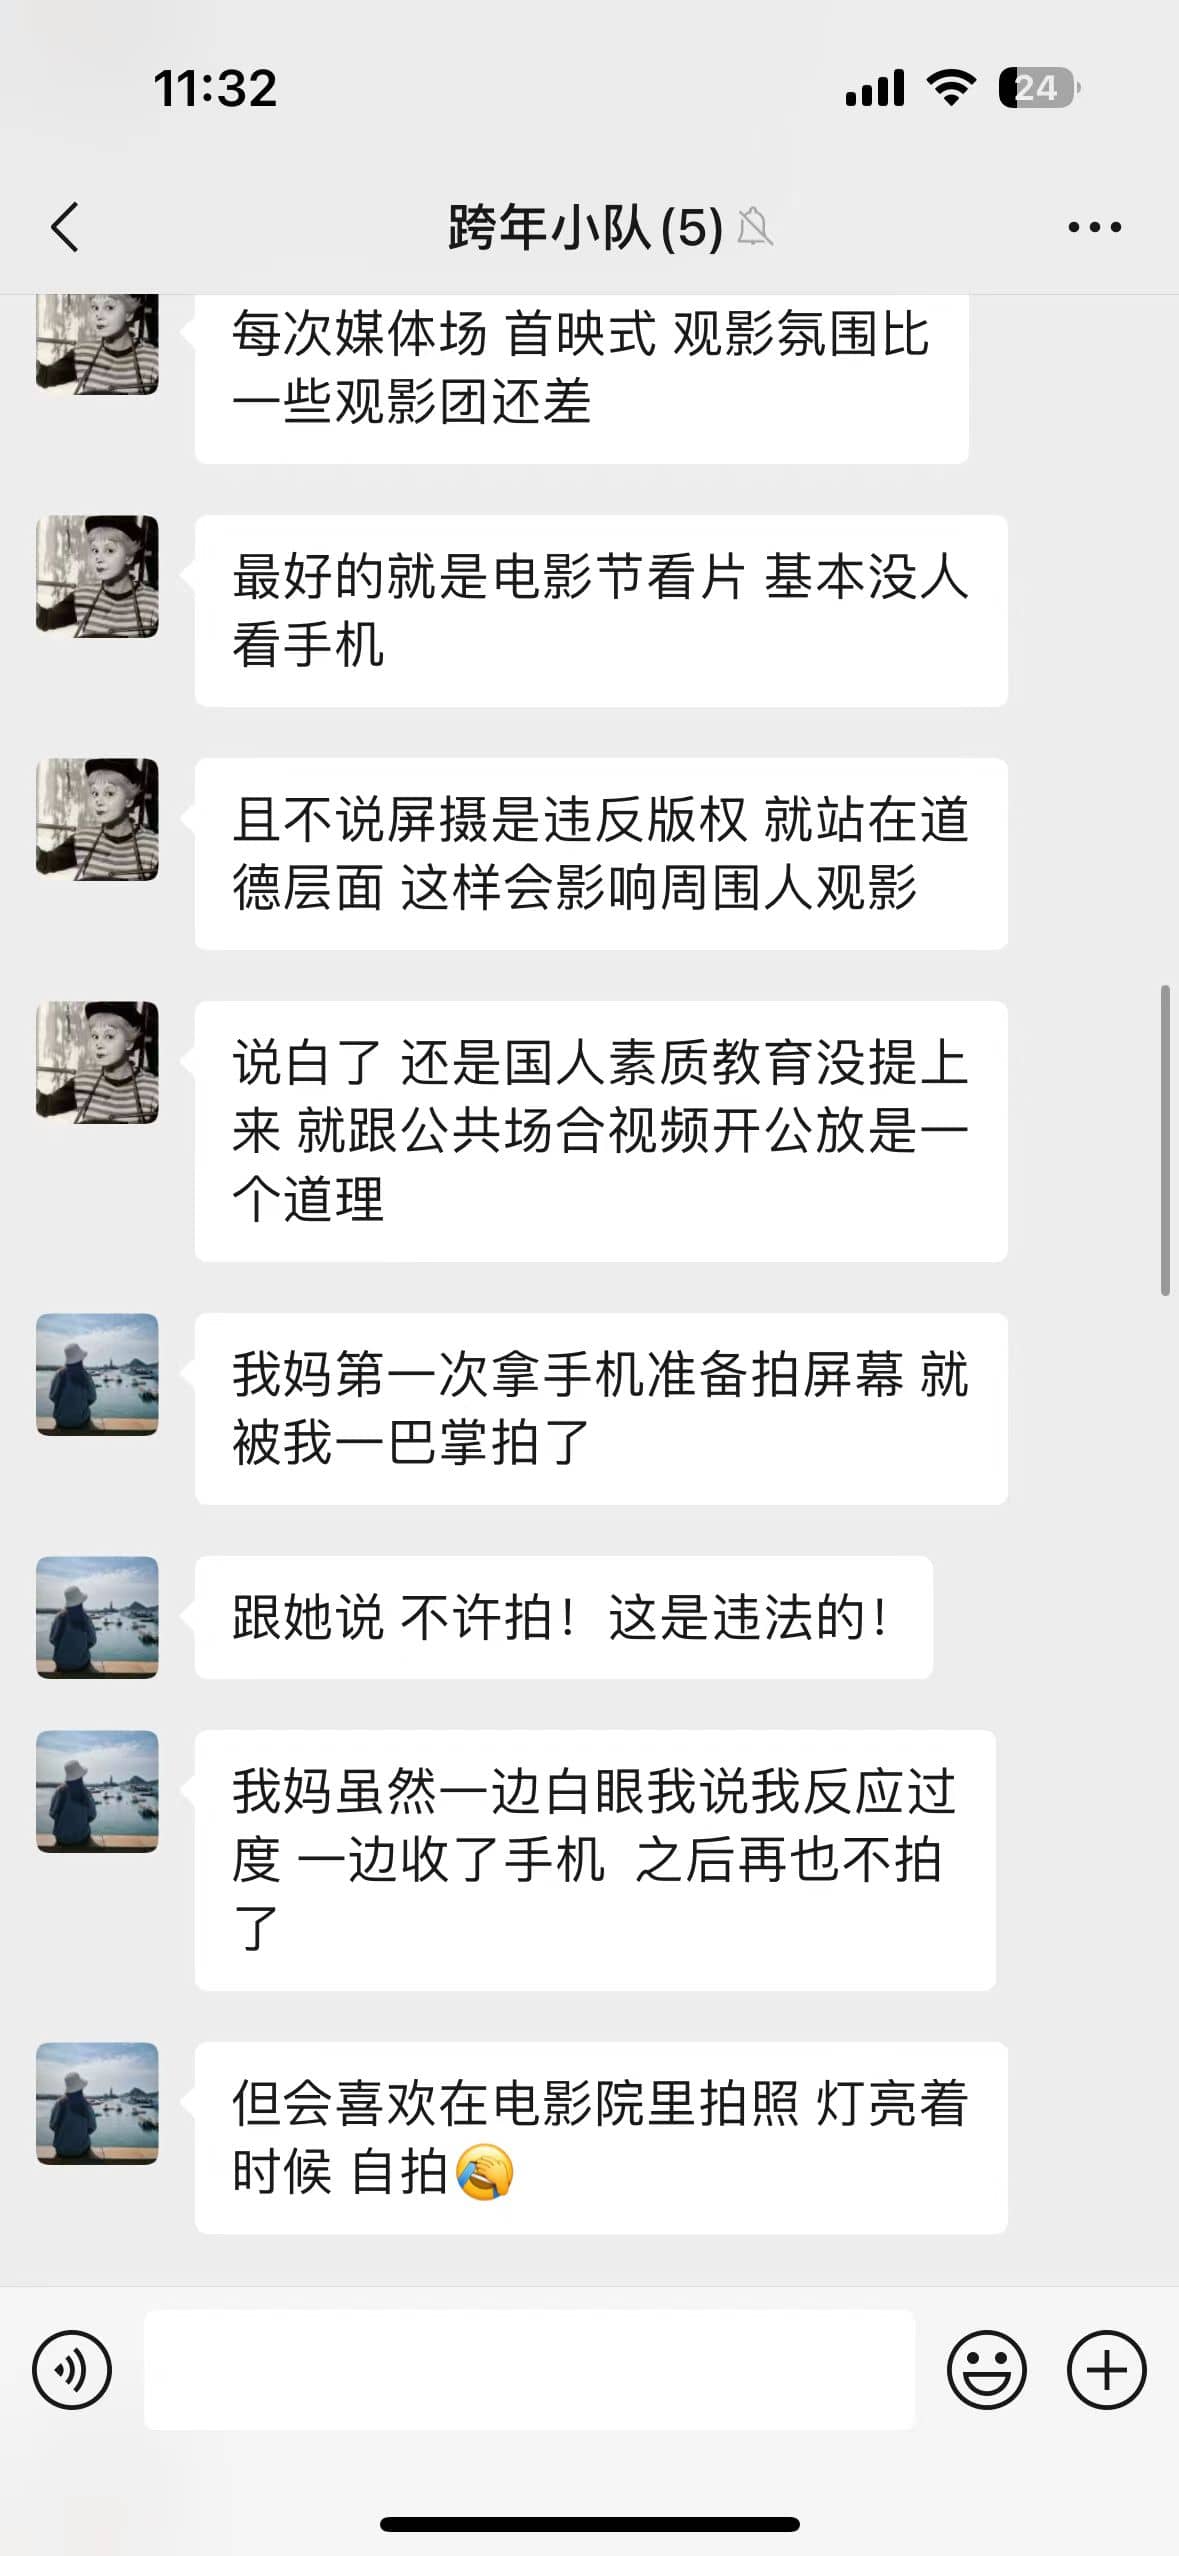 11:32
24
跨年小队(5)
每次媒体场 首映式 观影氛围比
一些观影团还差
最好的就是电影节看片 基本没人
看手机
且不说屏摄是违反版权 就站在道
德层面 这样会影响周围人观影
说白了 还是国人素质教育没提上
来 就跟公共场合视频开公放是一
个道理
我妈第一次拿手机准备拍屏幕 就
被我一巴掌拍了
跟她说 不许拍！这是违法的！
我妈虽然一边白眼我说我反应过
度 一边收了手机  之后再也不拍
了
但会喜欢在电影院里拍照 灯亮着
时候 自拍🤣